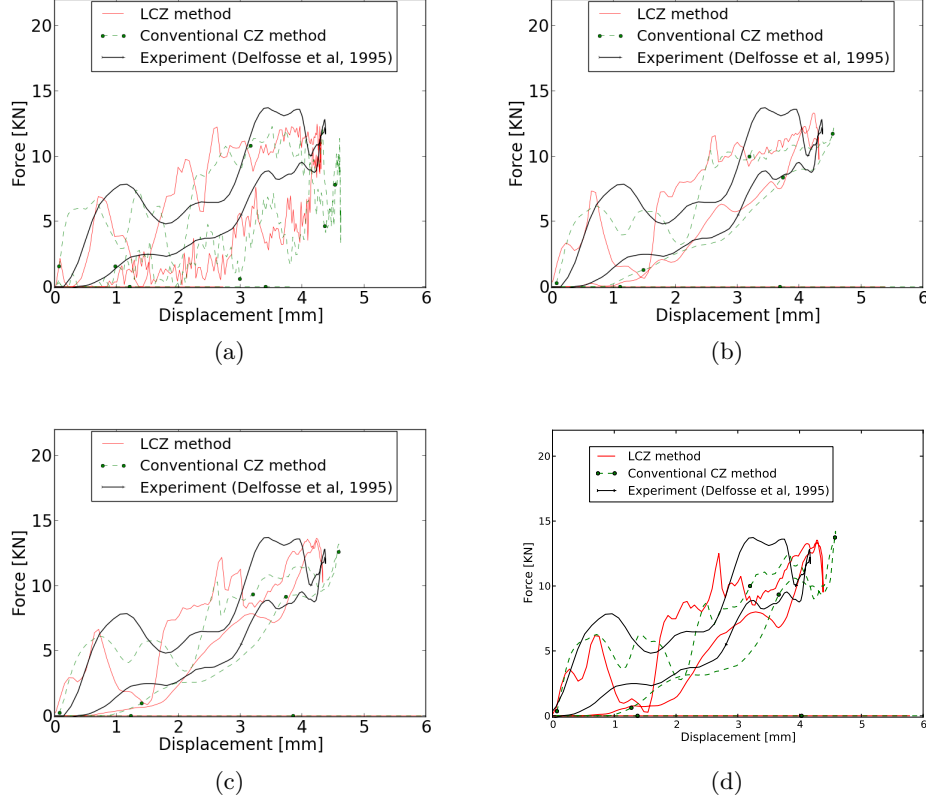 20
15
10
5
0
Force [KN]
LCZ method
Conventional CZ method
Experiment (Delfosse et al, 1995)
0 1 2 3 4 5 6
Displacement [mm]
(a)
20
15
10
5
0
Force [KN]
LCZ method
Conventional CZ method
Experiment (Delfosse et al, 1995)
0 1 2 3 4 5 6
Displacement [mm]
(b)
20
15
10
5
0
Force [KN]
LCZ method
Conventional CZ method
Experiment (Delfosse et al, 1995)
0 1 2 3 4 5 6
Displacement [mm]
(c)
20
15
10
5
0
Force [KN]
LCZ method
Conventional CZ method
Experiment (Delfosse et al, 1995)
0 1 2 3 4 5 6
Displacement [mm]
(d)